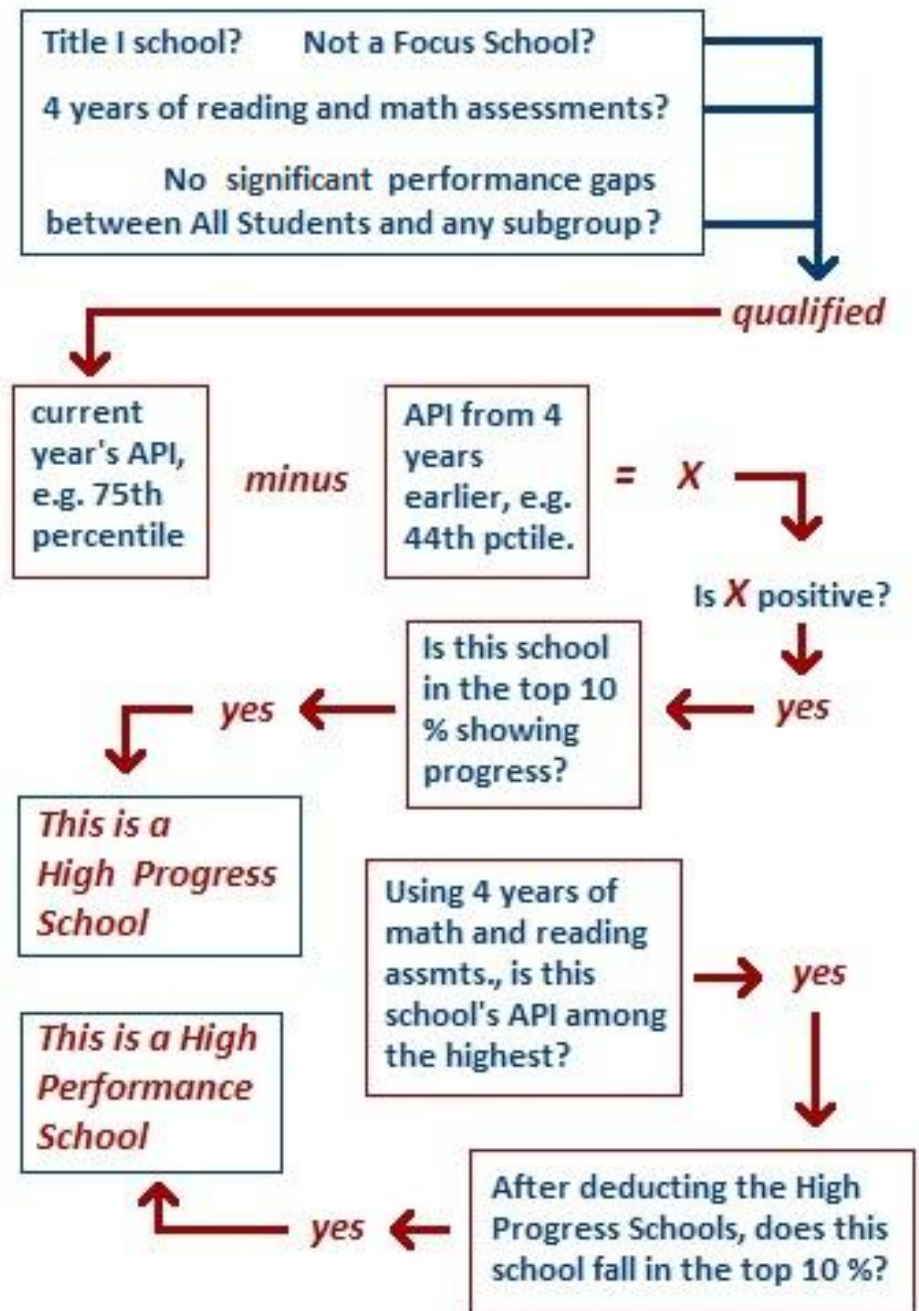 Title I school? Not a Focus School?
4 years of reading and math assessments?
No significant performance gaps
between All Students and any subgroup?
qualified
current
year's API,
e.g. 75th
percentile
minus
API from 4
years
earlier, e.g.
44th pctile.
= X
Is X positive?
yes
Is this school
in the top 10
% showing
progress?
yes
This is a
High Progress
School
Using 4 years of
math and reading
assmts., is this
school's API among
the highest?
yes
After deducting the High
Progress Schools, does this
school fall in the top 10 %?
yes
This is a High
Performance
School